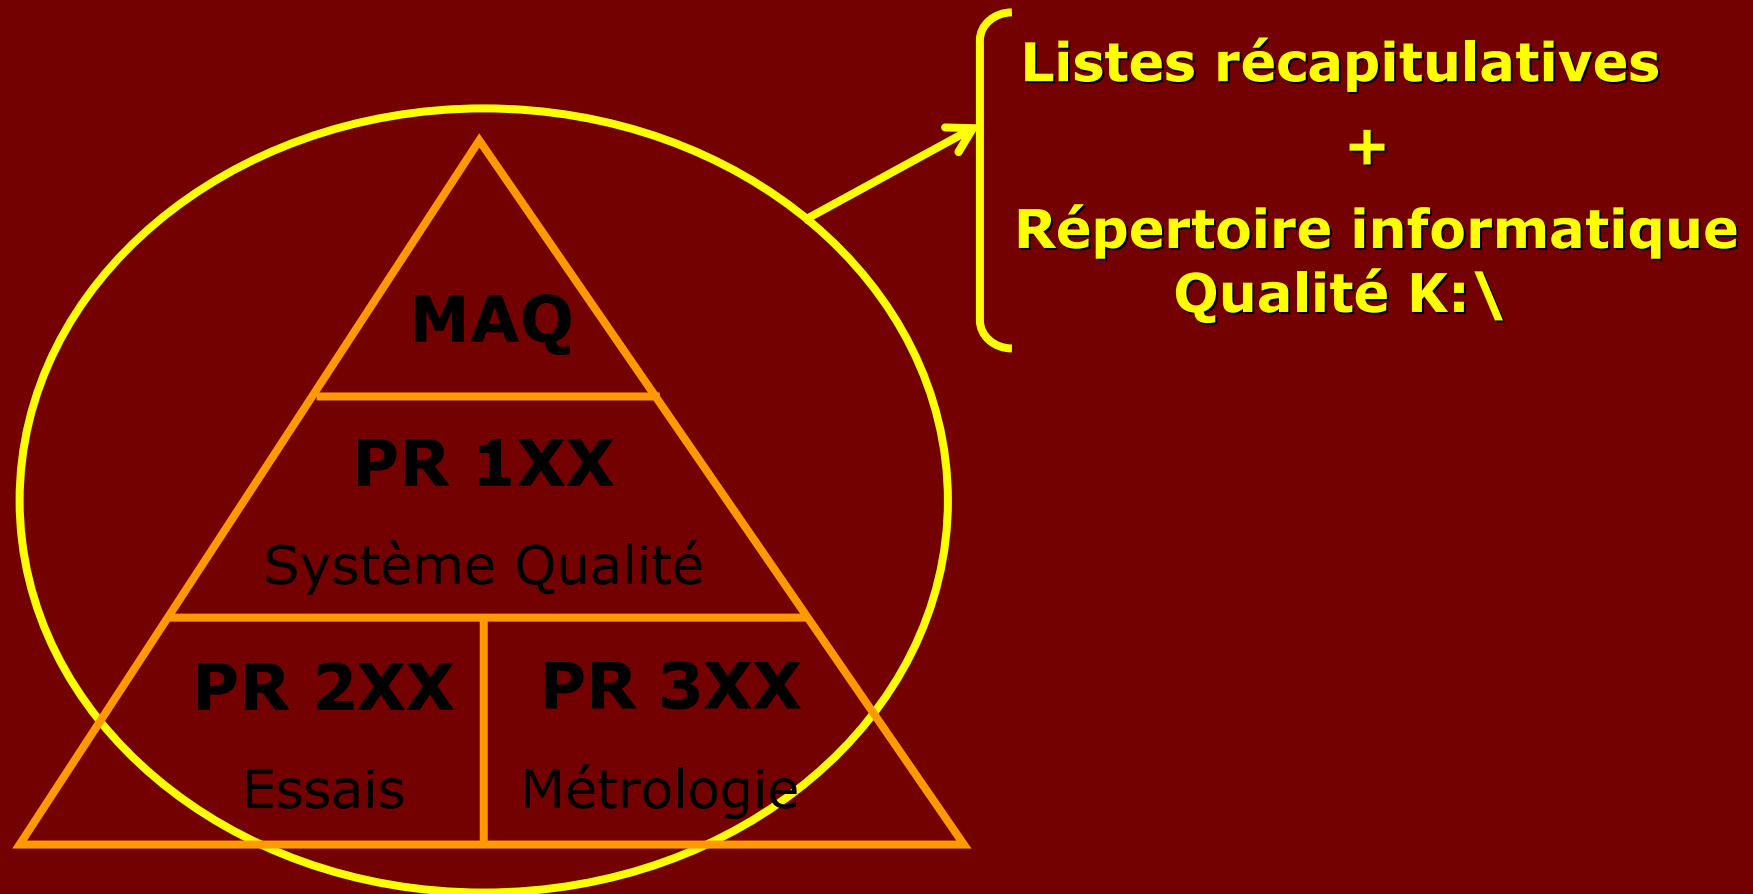 Listes récapitulatives
+
Répertoire informatique
Qualité K:\
MAQ
PR 1XX
Système Qualité
PR 2XX
PR 3XX
Essais
Métrologie